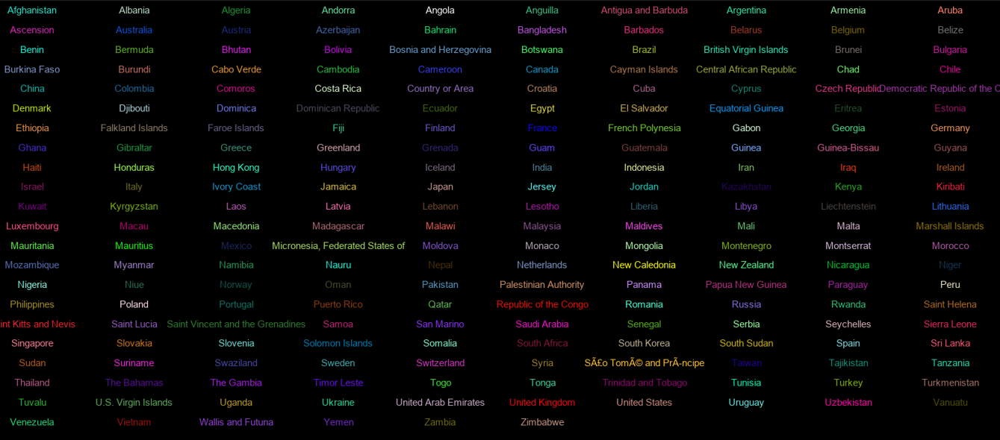 Afghanistan Albania Algeria Andorra Angola Anguilla Antigua and Barbuda Argentina Armenia Aruba
Ascension Australia Austria Azerbaijan Bahrain Bangladesh Barbados Belarus Belgium Belize
Benin Bermuda Bhutan Bolivia Bosnia and Herzegovina Botswana Brazil British Virgin Islands Brunei Bulgaria
Burkina Faso Burundi Cabo Verde Cambodia Cameroon Canada Cayman Islands Central African Republic Chad Chile
China Colombia Comoros Costa Rica Country or Area Croatia Cuba Cyprus Czech Republic Democratic Republic of the C
Denmark Djibouti Dominica Dominican Republic Ecuador Egypt El Salvador Equatorial Guinea Eritrea Estonia
Ethiopia Falkland Islands Faroe Islands Fiji Finland France French Polynesia Gabon Georgia Germany
Ghana Gibraltar Greece Greenland Grenada Guam Guatemala Guinea Guinea-Bissau Guyana
Haiti Honduras Hong Kong Hungary Iceland India Indonesia Iran Iraq Ireland
Israel Italy Ivory Coast Jamaica Japan Jersey Jordan Kazakhstan Kenya Kiribati
Kuwait Kyrgyzstan Laos Latvia Lebanon Lesotho Liberia Libya Liechtenstein Lithuania
Luxembourg Macau Macedonia Madagascar Malawi Malaysia Maldives Mali Malta Marshall Islands
Mauritania Mauritius Mexico Micronesia, Federated States of Moldova Monaco Mongolia Montenegro Montserrat Morocco
Mozambique Myanmar Namibia Nauru Nepal Netherlands New Caledonia New Zealand Nicaragua Niger
Nigeria Niue Norway Oman Pakistan Palestinian Authority Panama Papua New Guinea Paraguay Peru
Philippines Poland Portugal Puerto Rico Qatar Republic of the Congo Romania Russia Rwanda Saint Helena
int Kitts and Nevis Saint Lucia Saint Vincent and the Grenadines Samoa San Marino Saudi Arabia Senegal Serbia Seychelles Sierra Leone
Singapore Slovakia Slovenia Solomon Islands Somalia South Africa South Korea South Sudan Spain Sri Lanka
Sudan Suriname Swaziland Sweden Switzerland Syria SÃ£o TomÃ© and PrÃ-ncipe Taiwan Tajikistan Tanzania
Thailand The Bahamas The Gambia Timor Leste Togo Tonga Trinidad and Tobago Tunisia Turkey Turkmenistan
Tuvalu U.S. Virgin Islands Uganda Ukraine United Arab Emirates United Kingdom United States Uruguay Uzbekistan Vanuatu
Venezuela Vietnam Wallis and Futuna Yemen Zambia Zimbabwe